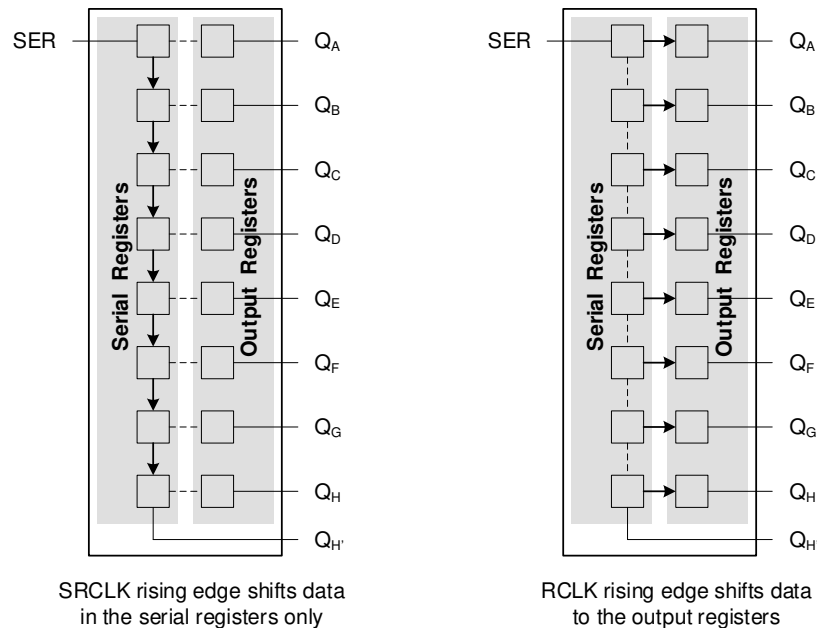 SER
QA
QB
QC
QD
QE
QF
QG
QH
QH'
Serial Registers
Output Registers
SRCLK rising edge shifts data
in the serial registers only
SER
QA
QB
QC
QD
QE
QF
QG
QH
QH'
Serial Registers
Output Registers
RCLK rising edge shifts data
to the output registers